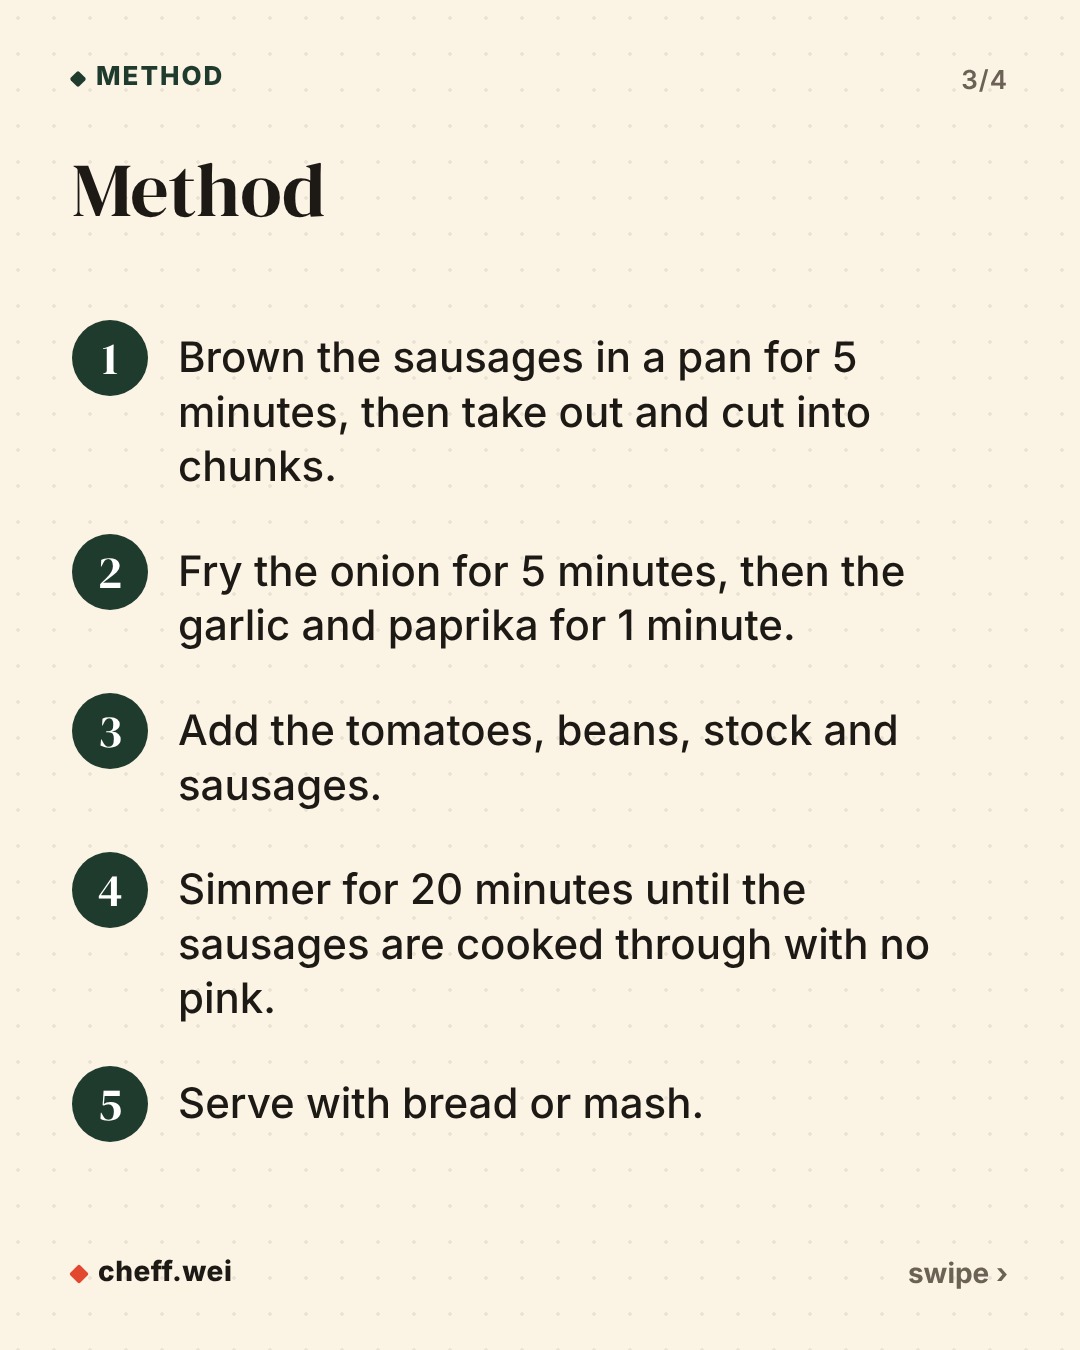 METHOD
3/4
Method
1
Brown the sausages in a pan for 5
minutes, then take out and cut into
chunks.
2
Fry the onion for 5 minutes, then the
garlic and paprika for 1 minute.
3
Add the tomatoes, beans, stock and
sausages.
4
Simmer for 20 minutes until the
sausages are cooked through with no
pink.
5
Serve with bread or mash.
cheff.wei
swipe ›